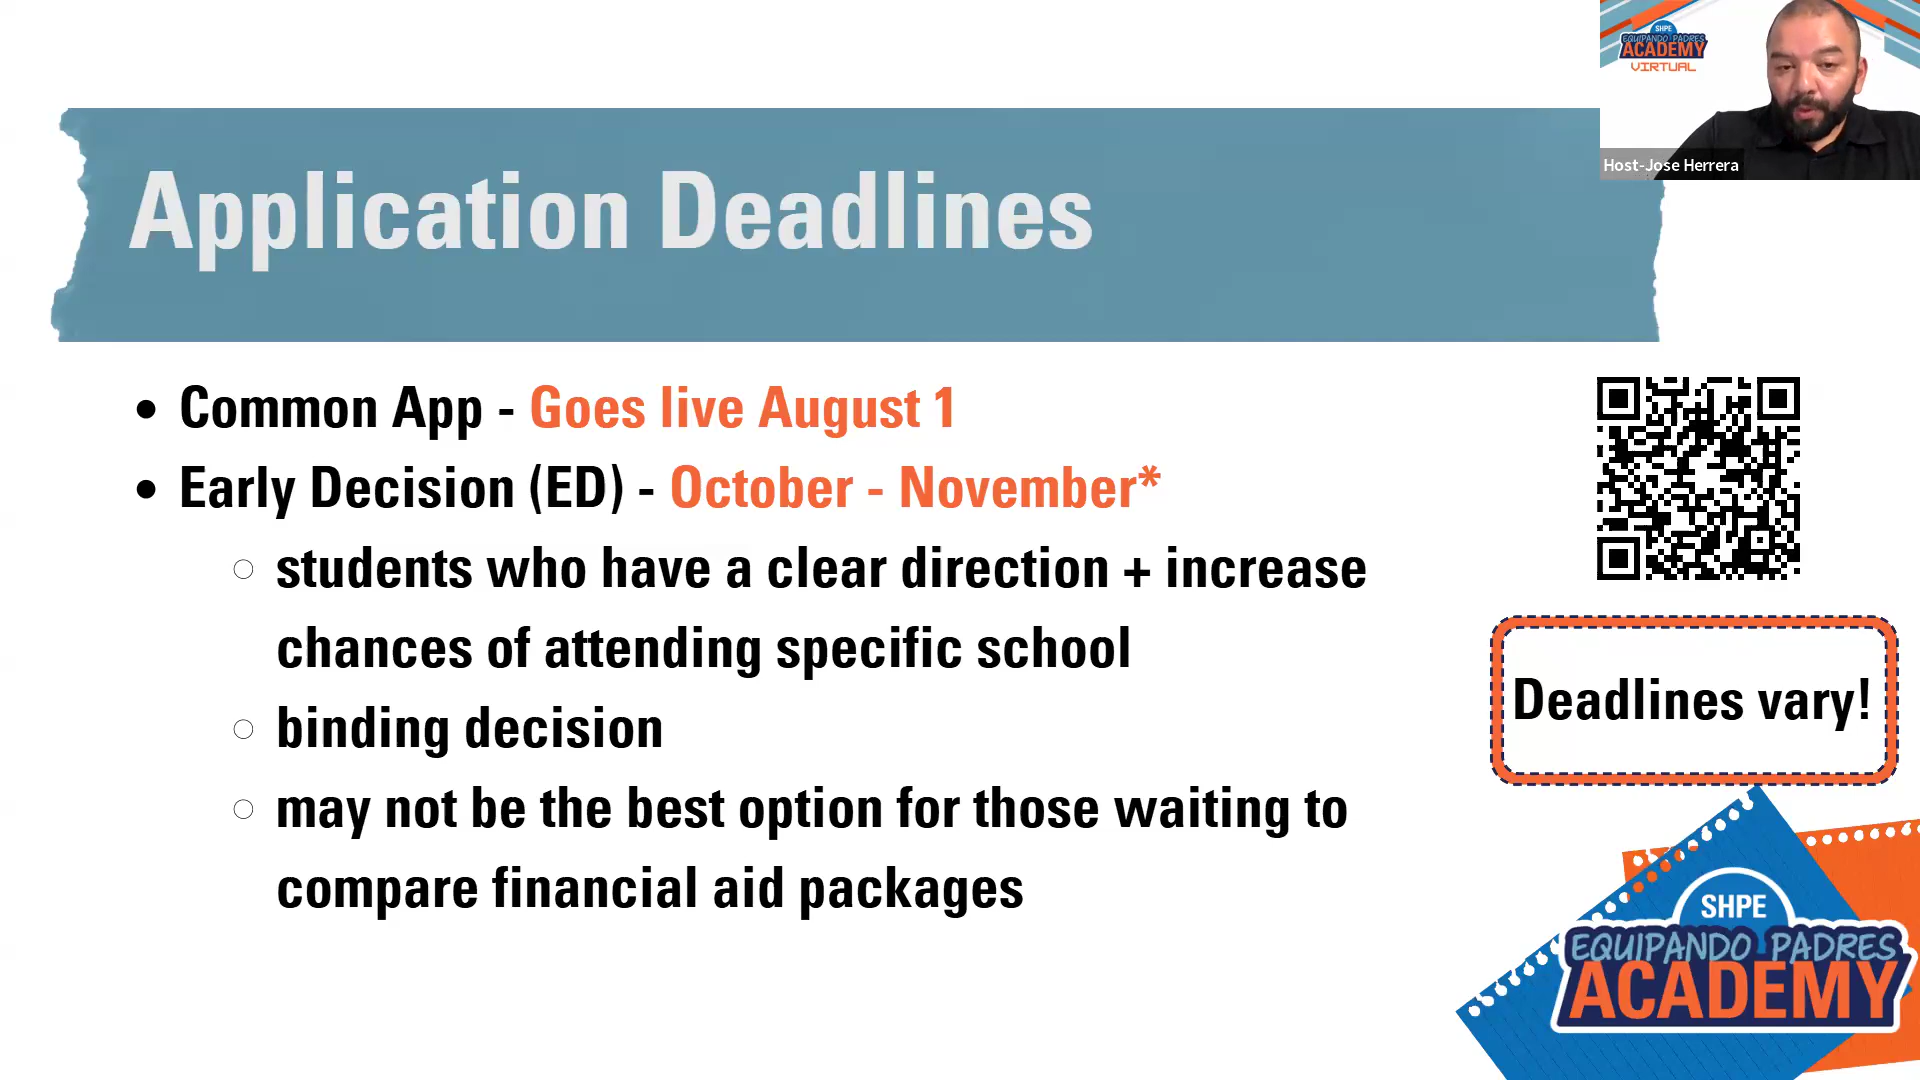 SHPE
EQUIPANDO PADRES
ACADEMY
VIRTUAL
Host-Jose Herrera
Application Deadlines
• Common App - Goes live August 1
• Early Decision (ED) - October - November*
○ students who have a clear direction + increase
chances of attending specific school
○ binding decision
○ may not be the best option for those waiting to
compare financial aid packages
Deadlines vary!
SHPE
EQUIPANDO PADRES
ACADEMY